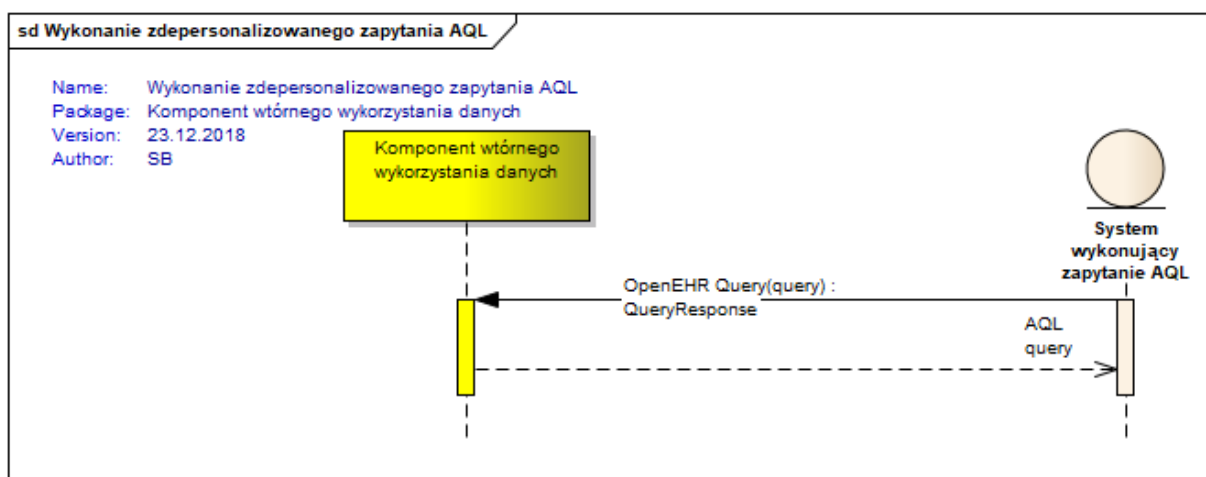 sd Wykonanie zdepersonalizowanego zapytania AQL
Name: Wykonanie zdepersonalizowanego zapytania AQL
Package: Komponent wtórnego wykorzystania danych
Version: 23.12.2018
Author: SB
Komponent wtórnego
wykorzystania danych
System
wykonujący
zapytanie AQL
OpenEHR Query(query) :
QueryResponse
AQL
query